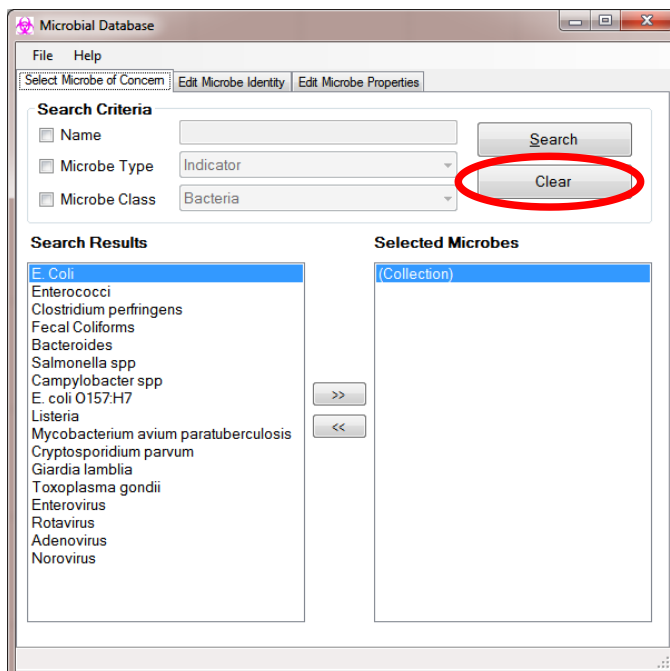 Microbial Database
File Help
Select Microbe of Concern Edit Microbe Identity Edit Microbe Properties
Search Criteria
Name
Search
Microbe Type Indicator
Clear
Microbe Class Bacteria
Search Results
Selected Microbes
E. Coli
Enterococci
Clostridium perfringens
Fecal Coliforms
Bacteroides
Salmonella spp
Campylobacter spp
E. coli O157:H7
Listeria
Mycobacterium avium paratuberculosis
Cryptosporidium parvum
Giardia lamblia
Toxoplasma gondii
Enterovirus
Rotavirus
Adenovirus
Norovirus
>>
<<
(Collection)